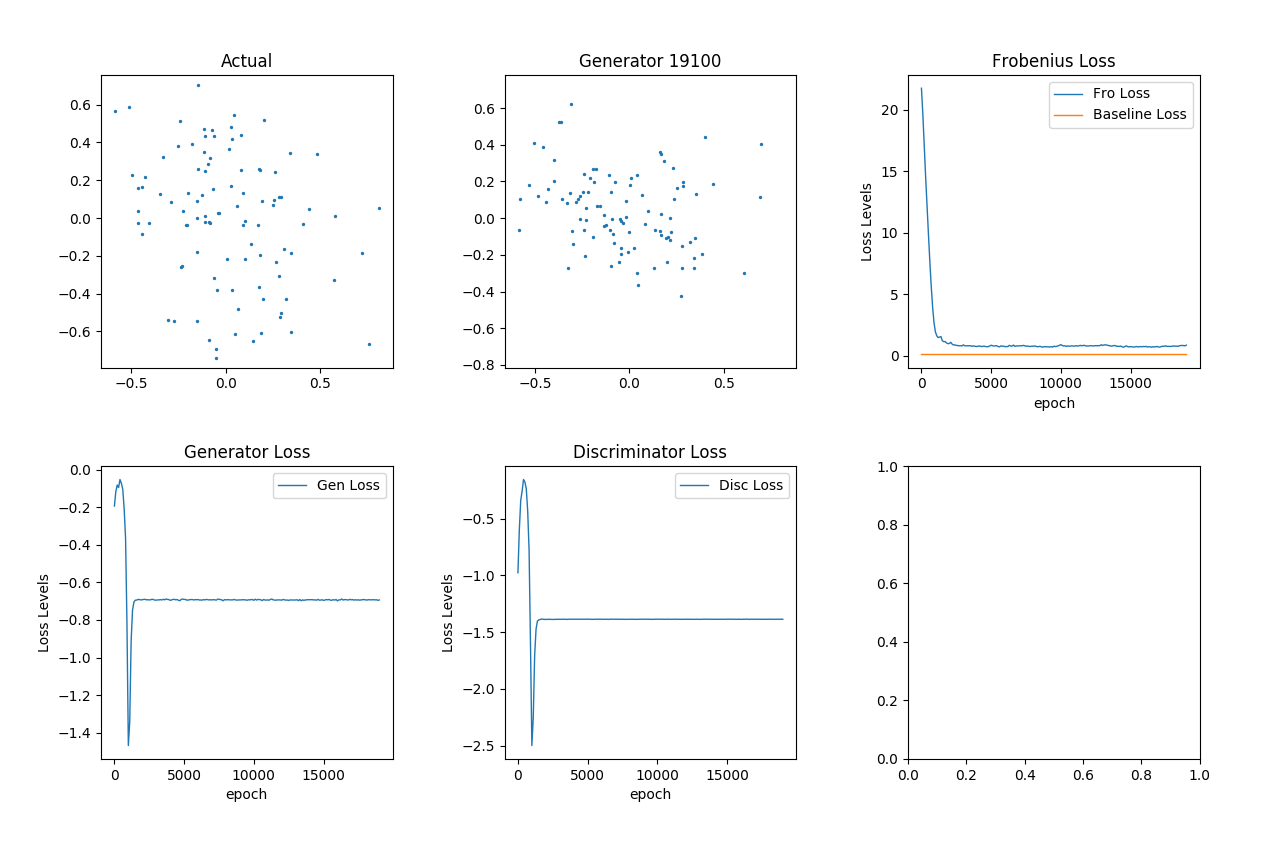 Actual
0.6
0.4
0.2
0.0
−0.2
−0.4
−0.6
−0.5 0.0 0.5
Generator 19100
0.6
0.4
0.2
0.0
−0.2
−0.4
−0.6
−0.8
−0.5 0.0 0.5
Frobenius Loss
Fro Loss
Baseline Loss
Loss Levels
20
15
10
5
0
0 5000 10000 15000
epoch
Generator Loss
Gen Loss
Loss Levels
0.0
−0.2
−0.4
−0.6
−0.8
−1.0
−1.2
−1.4
0 5000 10000 15000
epoch
Discriminator Loss
Disc Loss
Loss Levels
−0.5
−1.0
−1.5
−2.0
−2.5
0 5000 10000 15000
epoch
1.0
0.8
0.6
0.4
0.2
0.0
0.0 0.2 0.4 0.6 0.8 1.0